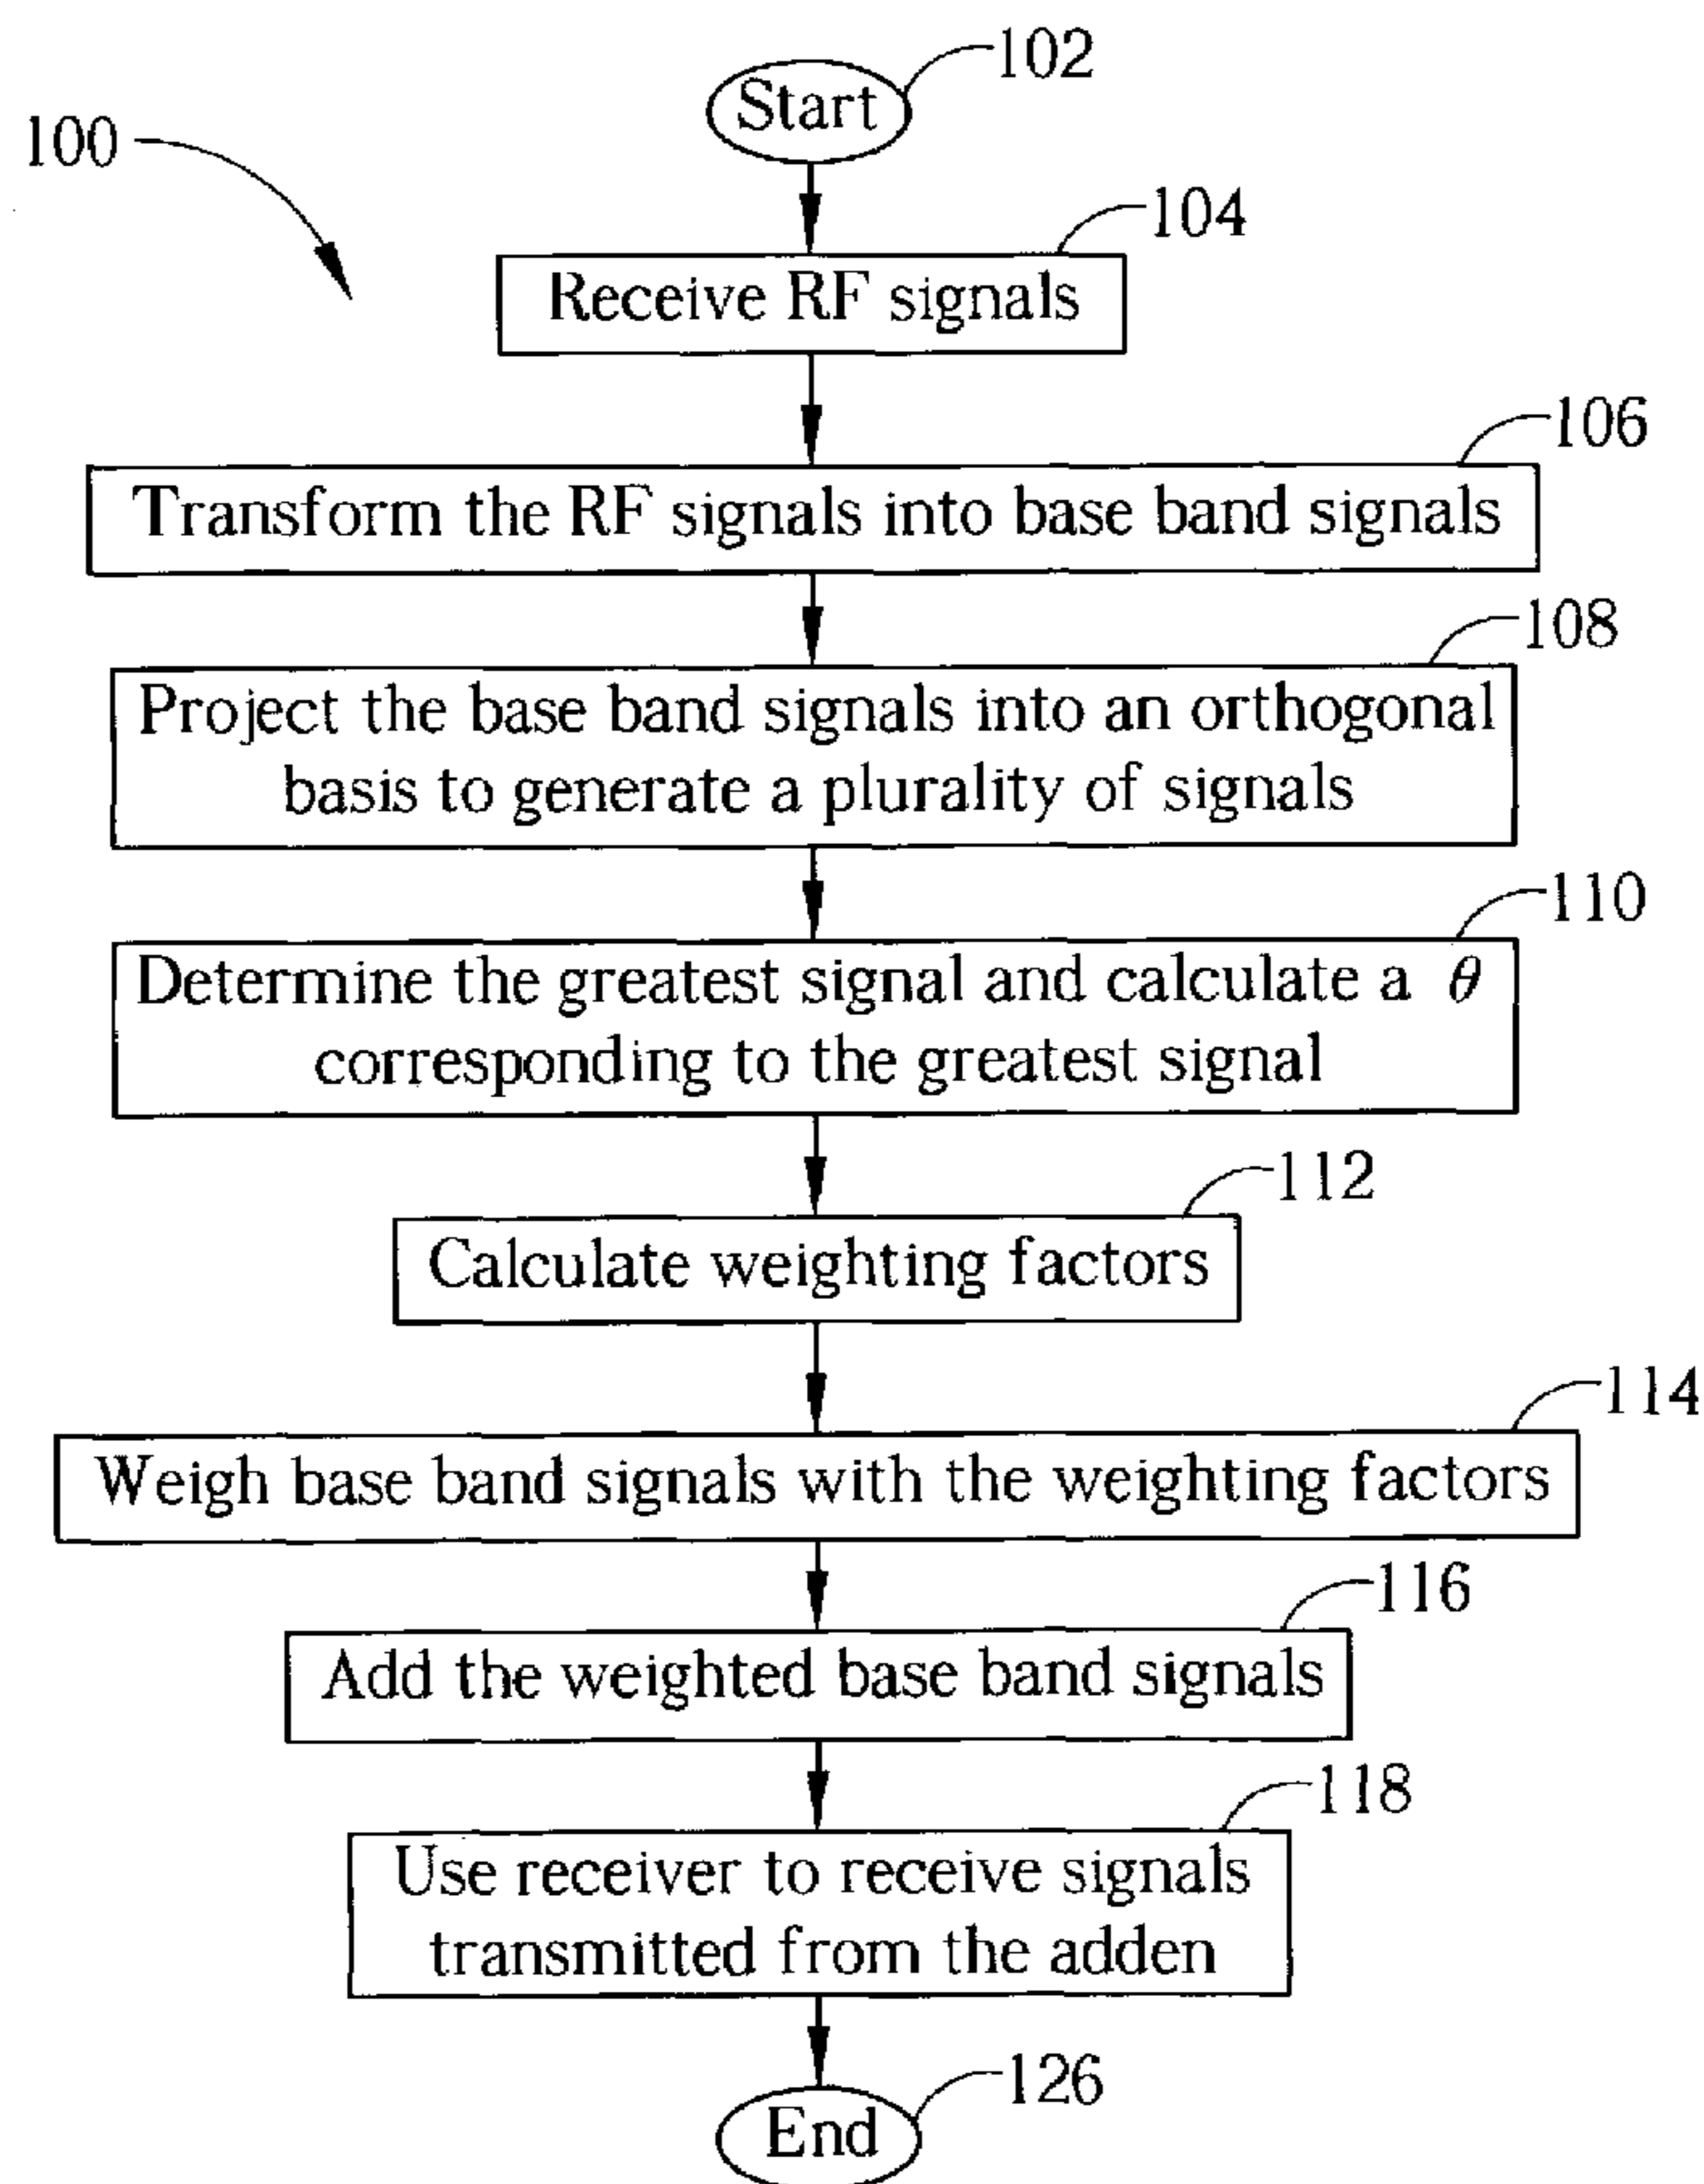 102
Start
100
104
Receive RF signals
106
Transform the RF signals into base band signals
108
Project the base band signals into an orthogonal
basis to generate a plurality of signals
110
Determine the greatest signal and calculate a θ
corresponding to the greatest signal
112
Calculate weighting factors
114
Weigh base band signals with the weighting factors
116
Add the weighted base band signals
118
Use receiver to receive signals
transmitted from the adden
126
End